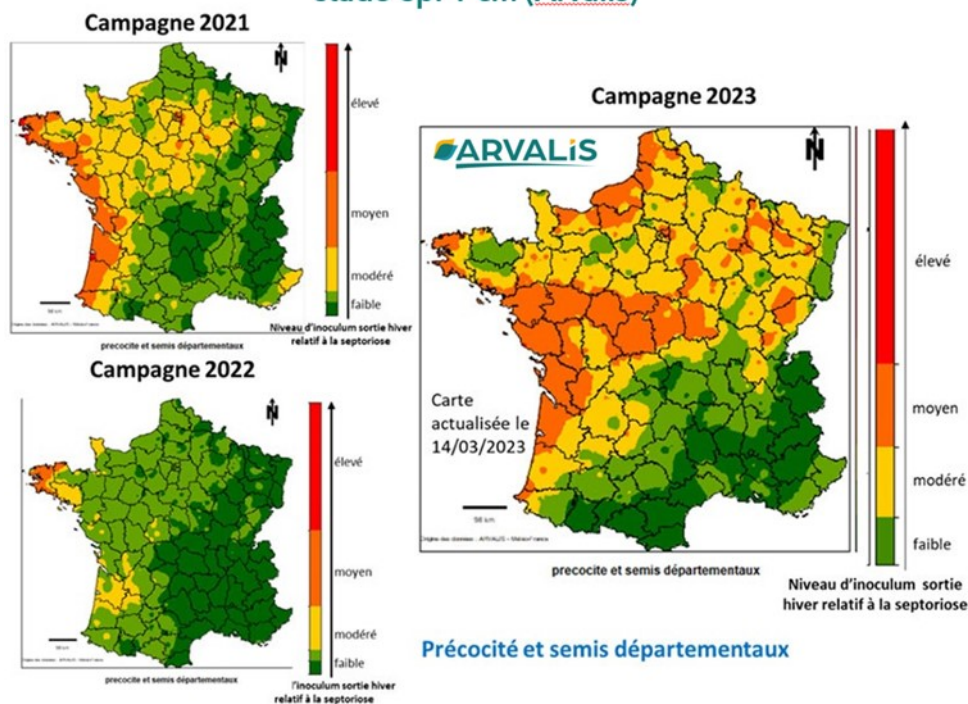 Campagne 2021
N
élevé
moyen
modéré
faible
Niveau d'inoculum sortie hiver
relatif à la septoriose
precocite et semis départementaux
Campagne 2022
N
élevé
moyen
modéré
faible
l'inoculum sortie hiver
relatif à la septoriose
precocite et semis départementaux
Campagne 2023
ARVALiS
N
Carte
actualisée le
14/03/2023
98 km
élevé
moyen
modéré
faible
precocite et semis départementaux
Niveau d'inoculum sortie
hiver relatif à la septoriose
Précocité et semis départementaux